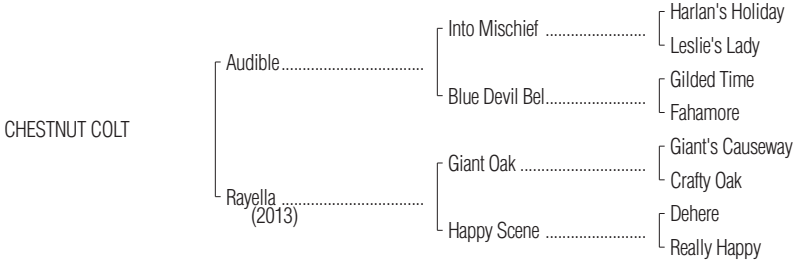 Harlan's Holiday
Into Mischief ........................
Leslie's Lady
Audible..................................
Gilded Time
Blue Devil Bel........................
Fahamore
CHESTNUT COLT
Giant's Causeway
Giant Oak ..............................
Crafty Oak
Rayella ..................................
(2013)
Dehere
Happy Scene ........................
Really Happy